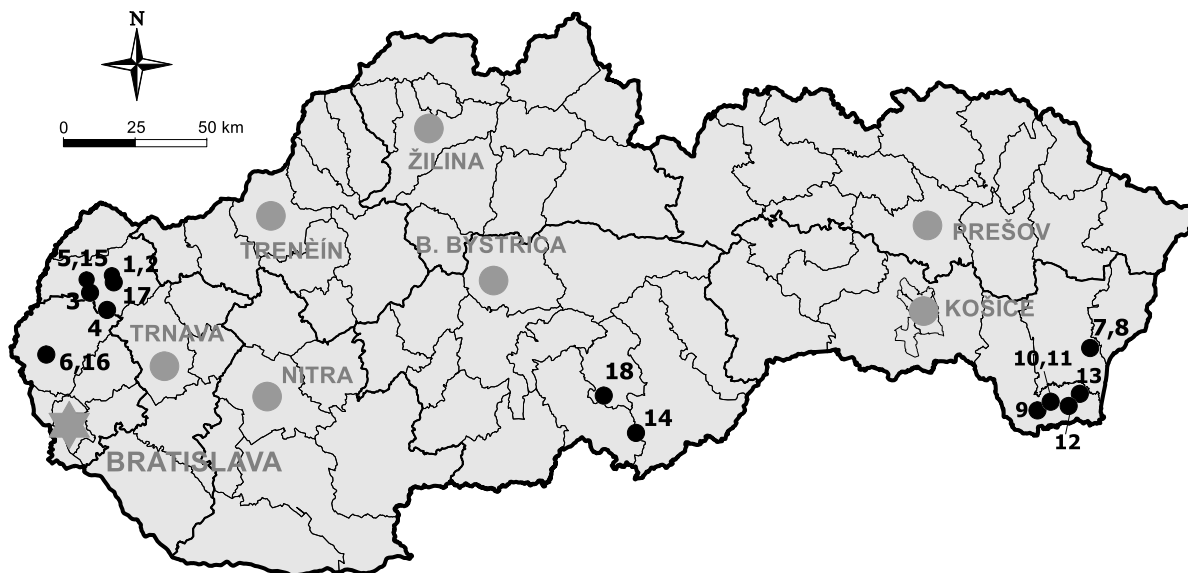 N
0 25 50 km
ŽILINA
TRENÈÍN
B. BYSTRICA
PREŠOV
5,15
1,2
3
17
4
TRNAVA
KOŠICE
6,16
NITRA
7,8
10,11
18
13
9
14
12
BRATISLAVA